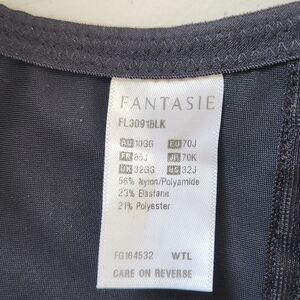 FANTASIE
FL3091BLK
AU 10GG EU 70J
FR 85J JP 70K
UK 32GG US 32J
56% Nylon/Polyamide
23% Elastane
21% Polyester
FG164532 WTL
CARE ON REVERSE